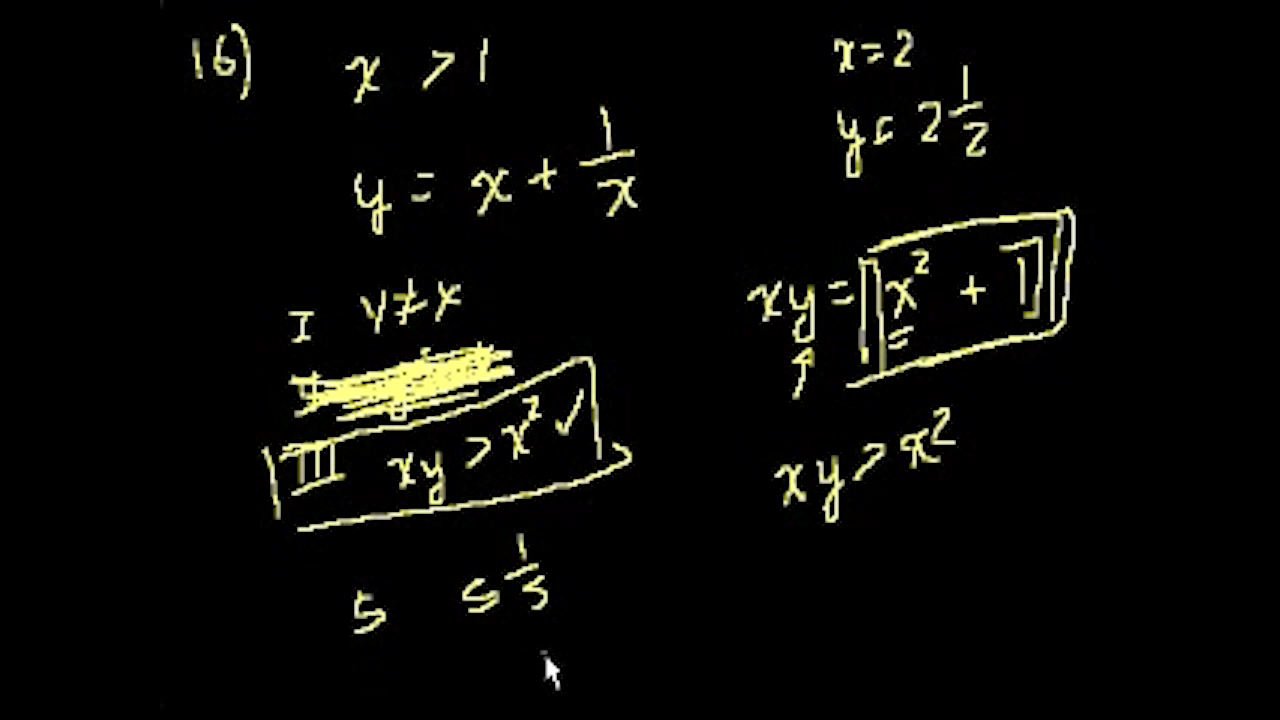 16) x > 1
y = x + 1/x
I y ≠ x
III xy > x² ✓
5 5 1/5
x = 2
y = 2 1/2
xy = x² + 1
xy > x²